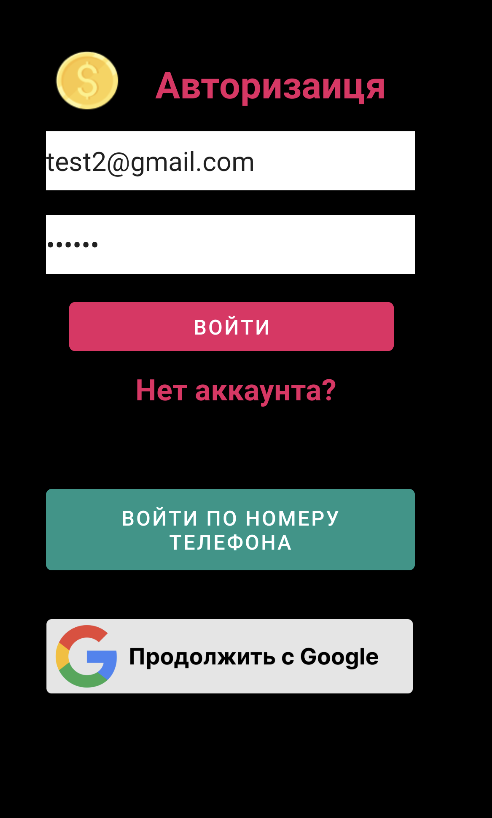 $
Авторизаиця
test2@gmail.com
••••••
ВОЙТИ
Нет аккаунта?
ВОЙТИ ПО НОМЕРУ
ТЕЛЕФОНА
Продолжить с Google